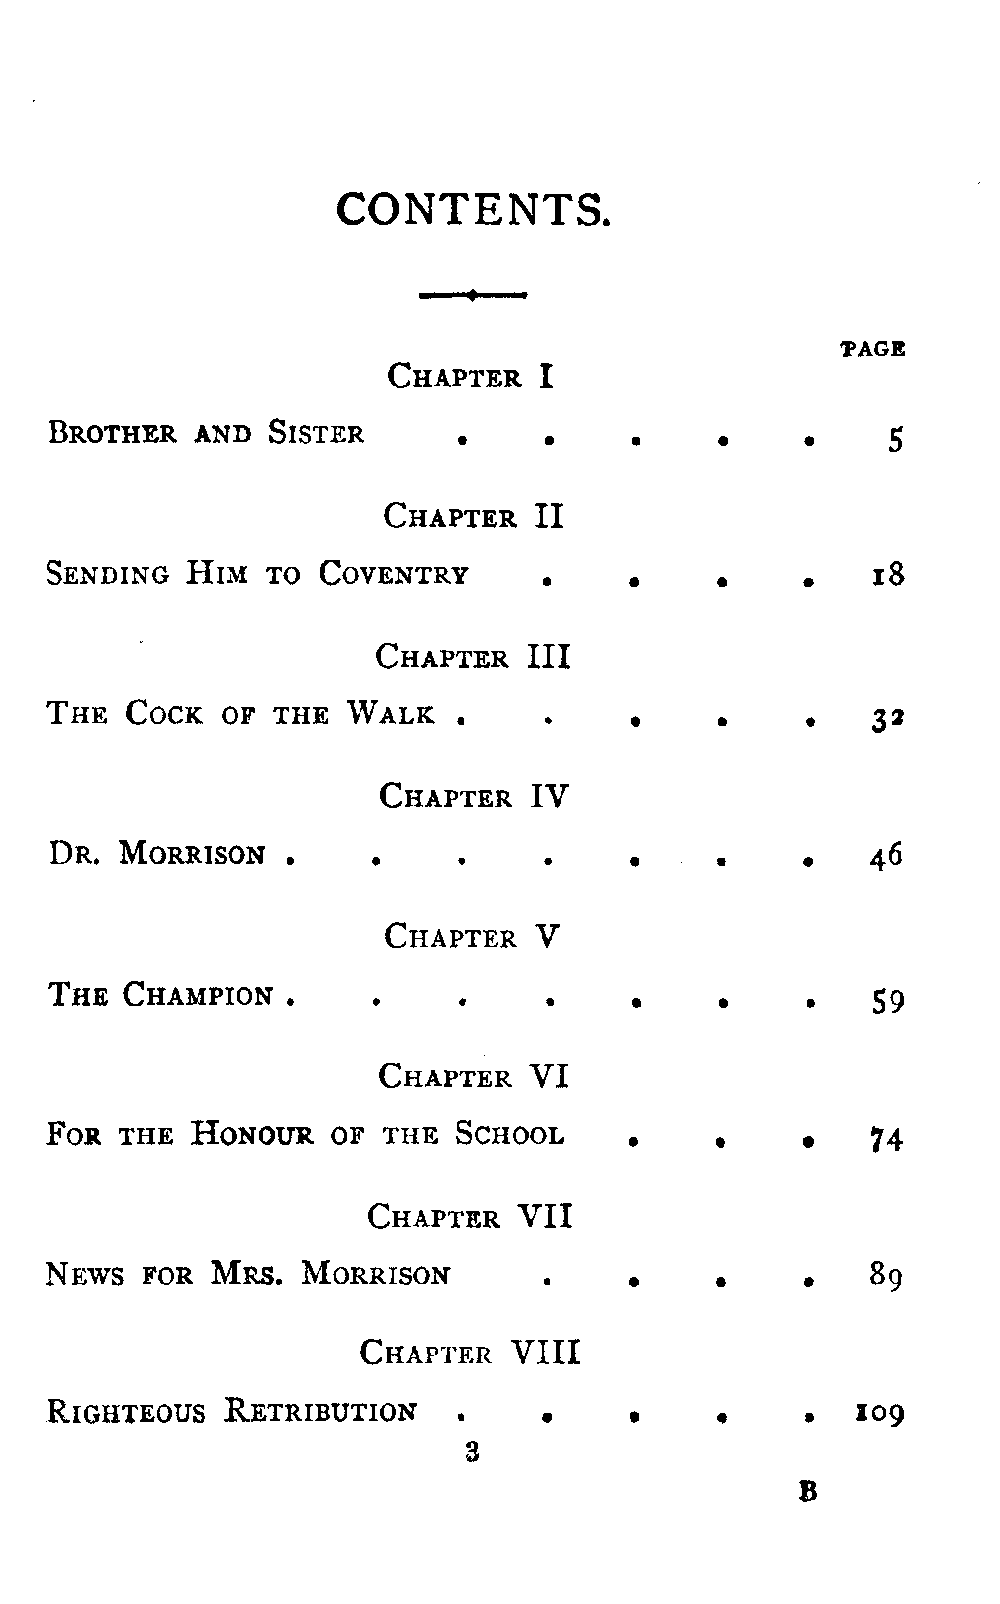 CONTENTS.
PAGE
CHAPTER I
BROTHER AND SISTER . . . . . 5
CHAPTER II
SENDING HIM TO COVENTRY . . . . 18
CHAPTER III
THE COCK OF THE WALK . . . . . 32
CHAPTER IV
DR. MORRISON . . . . . . . 46
CHAPTER V
THE CHAMPION . . . . . . . 59
CHAPTER VI
FOR THE HONOUR OF THE SCHOOL . . . 74
CHAPTER VII
NEWS FOR MRS. MORRISON . . . . 89
CHAPTER VIII
RIGHTEOUS RETRIBUTION . . . . . 109
3
B